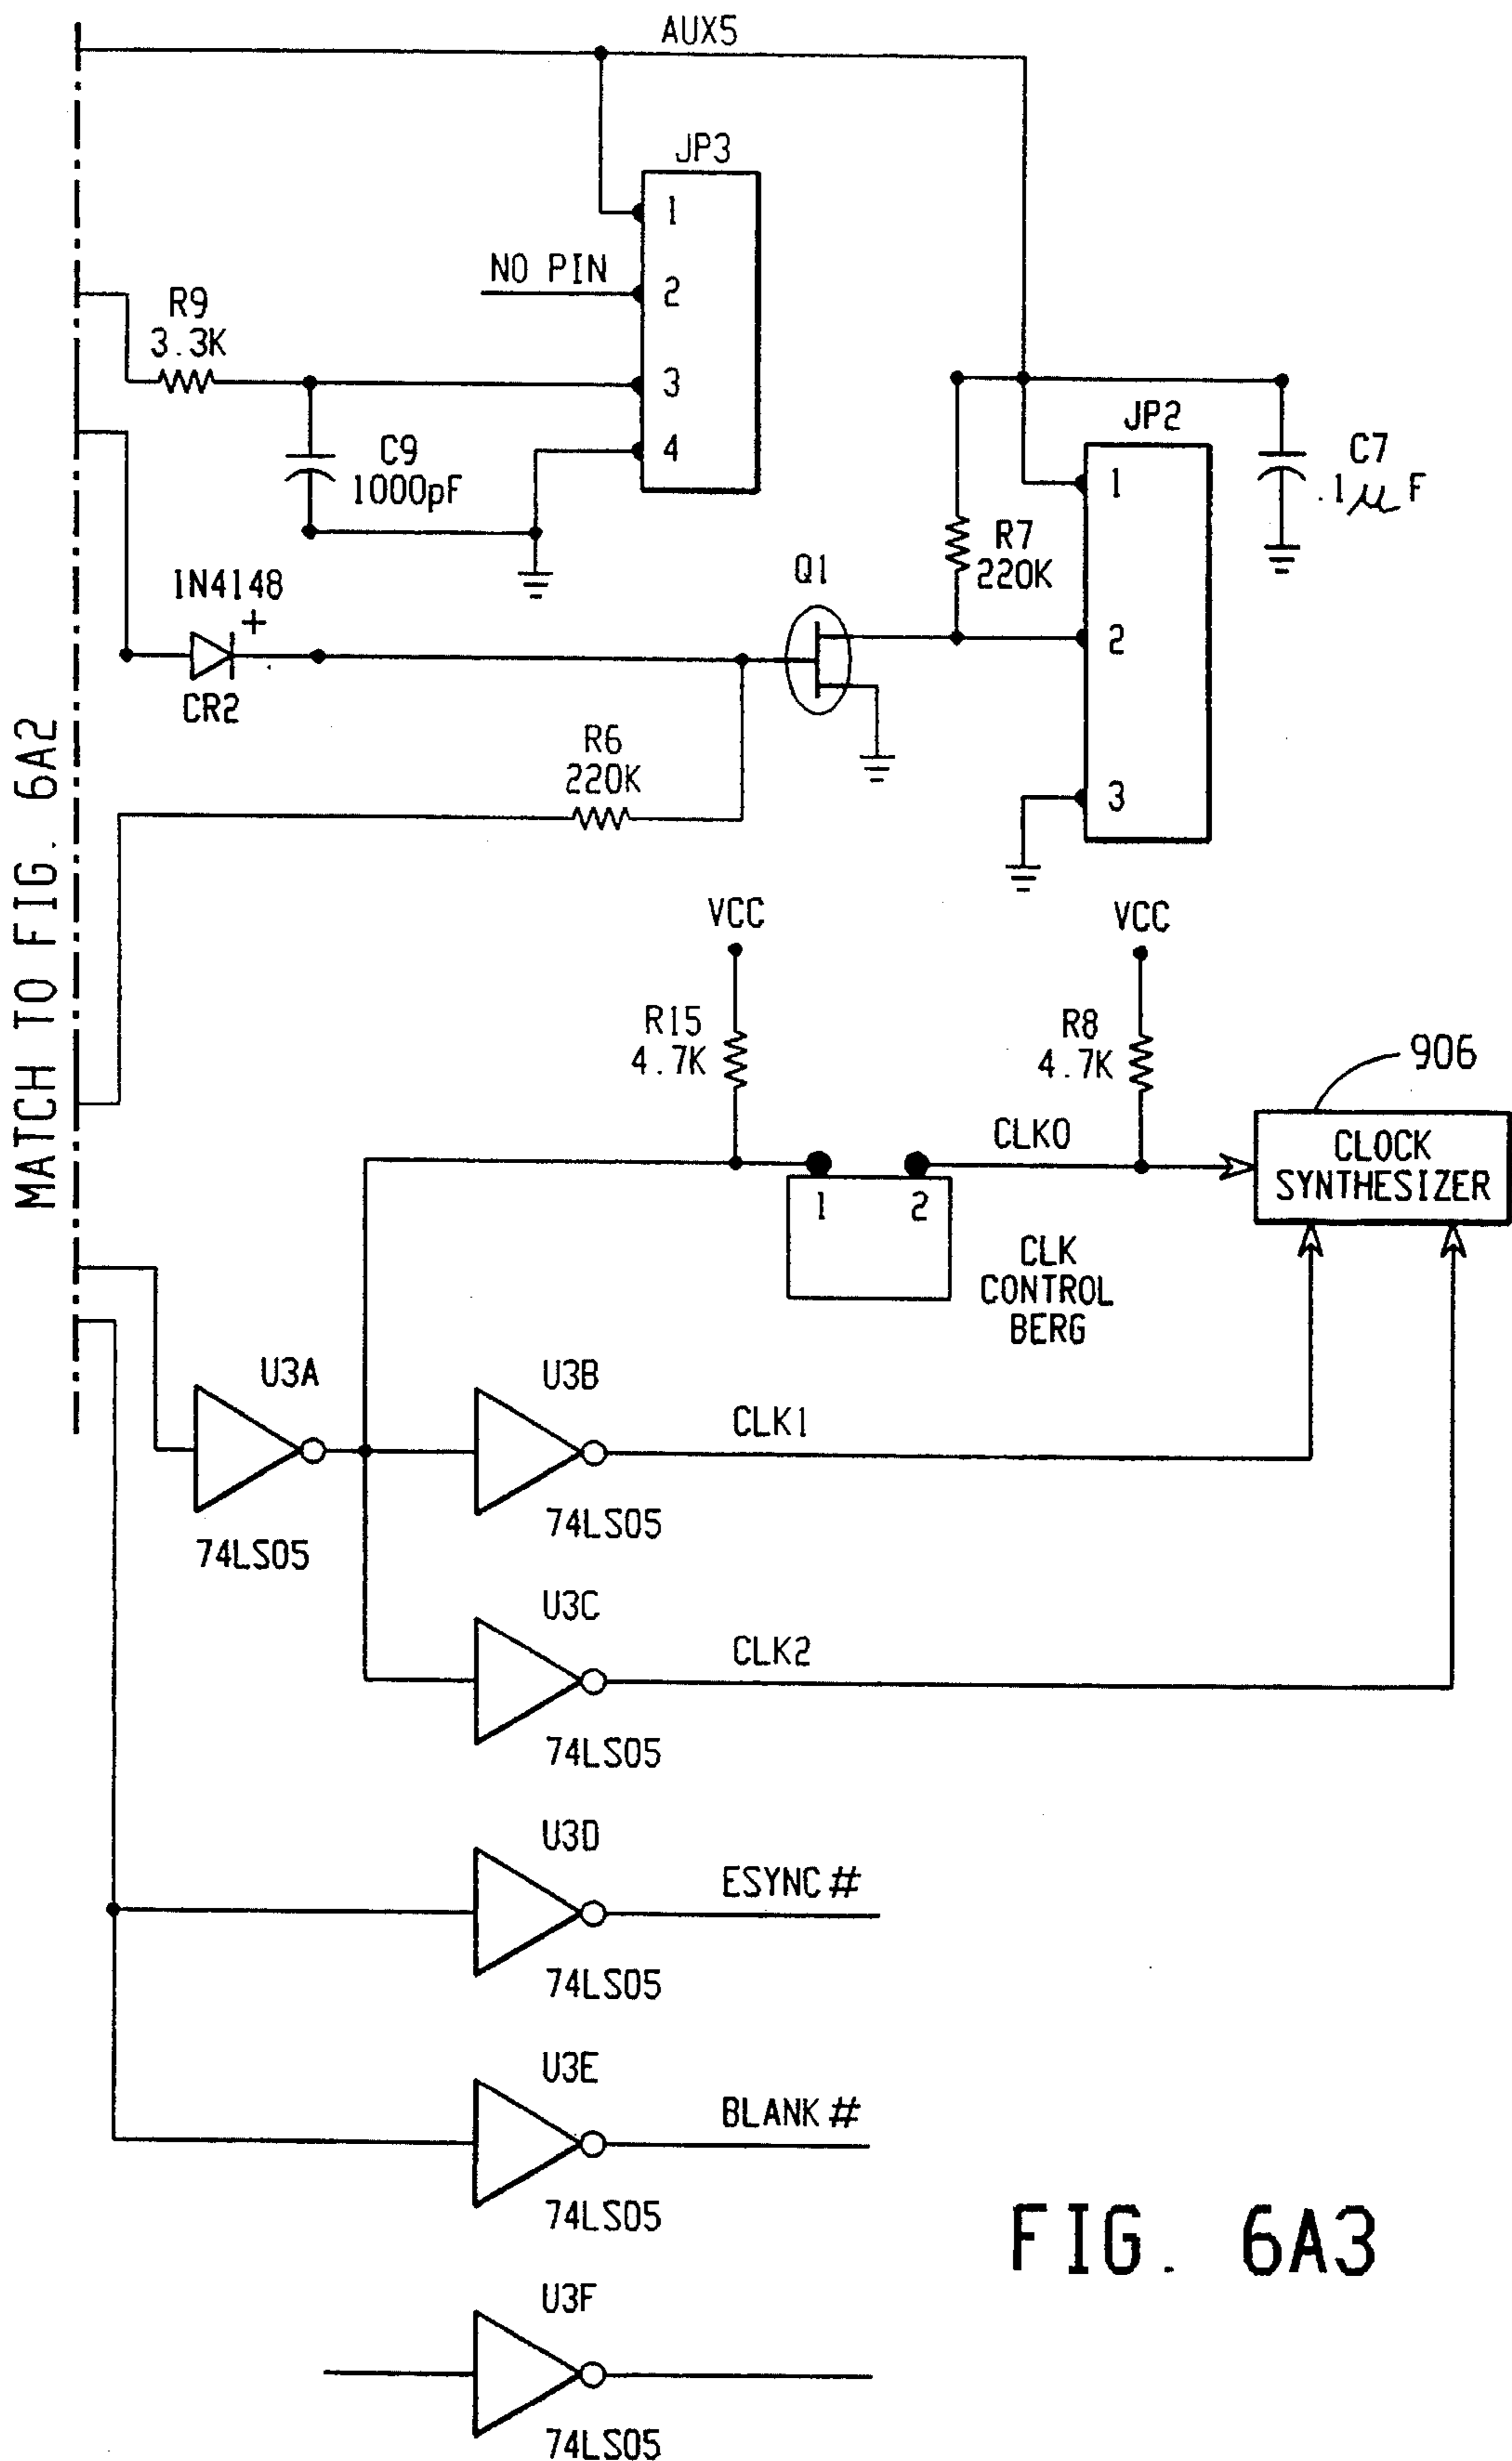 AUX5
JP3
1
NO PIN
2
R9
3.3K
3
4
C9
1000pF
JP2
1
C7
.1μF
R7
220K
2
3
1N4148
+
CR2
Q1
R6
220K
MATCH TO FIG. 6A2
VCC
VCC
R15
4.7K
R8
4.7K
906
CLK0
CLOCK
SYNTHESIZER
1 2
CLK
CONTROL
BERG
U3A
74LS05
U3B
CLK1
74LS05
U3C
CLK2
74LS05
U3D
ESYNC#
74LS05
U3E
BLANK#
74LS05
U3F
74LS05
FIG. 6A3